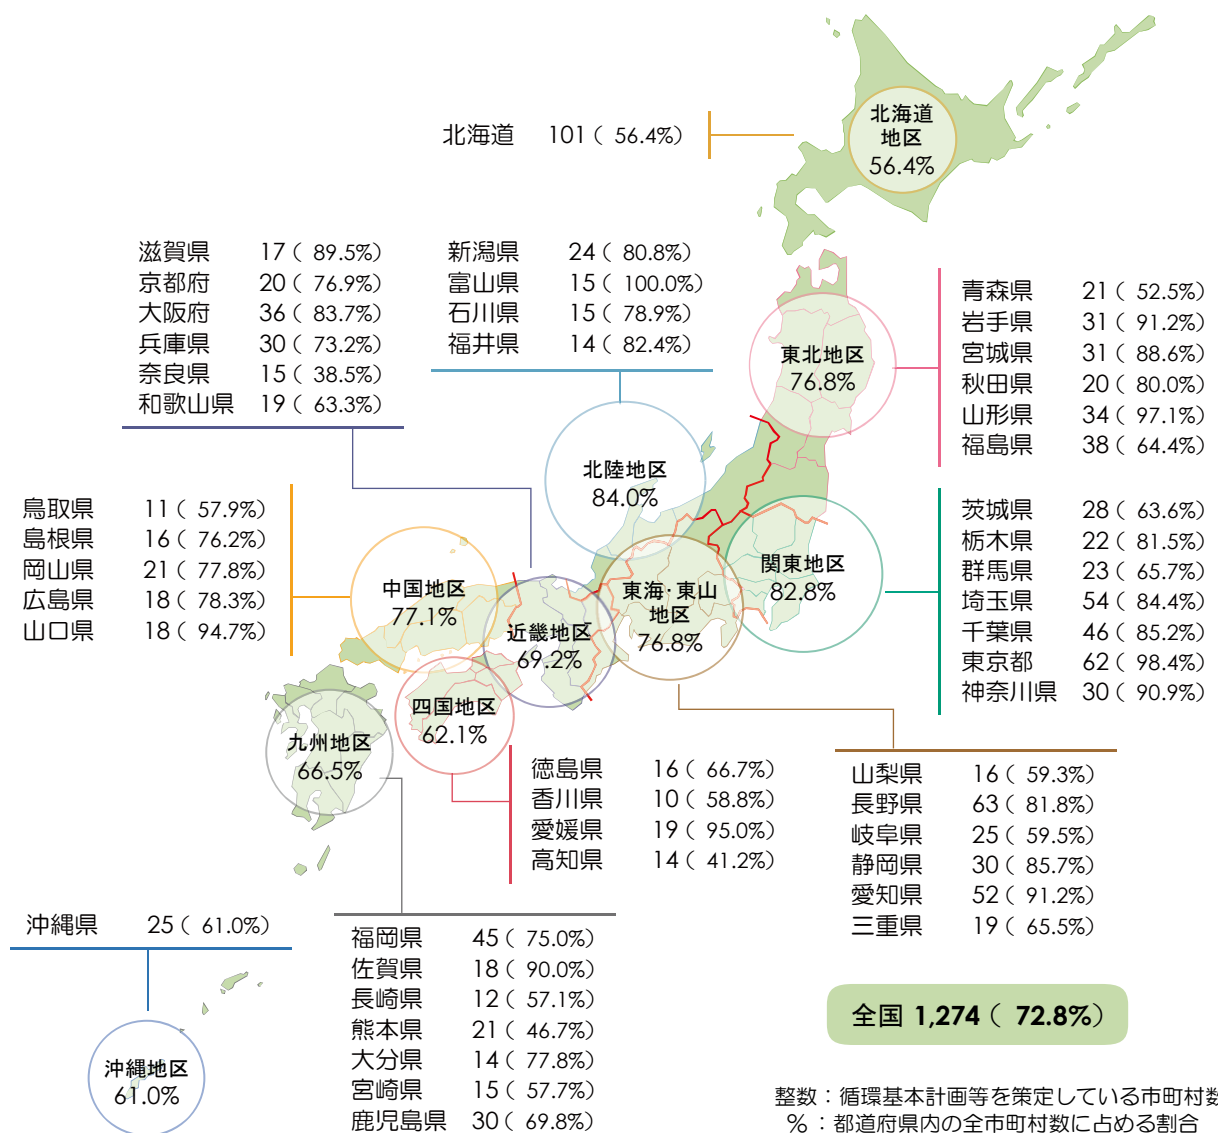 北海道 101（ 56.4%）
北海道
地区
56.4%
滋賀県 17（ 89.5%）
京都府 20（ 76.9%）
大阪府 36（ 83.7%）
兵庫県 30（ 73.2%）
奈良県 15（ 38.5%）
和歌山県 19（ 63.3%）
新潟県 24（ 80.8%）
富山県 15（ 100.0%）
石川県 15（ 78.9%）
福井県 14（ 82.4%）
東北地区
76.8%
青森県 21（ 52.5%）
岩手県 31（ 91.2%）
宮城県 31（ 88.6%）
秋田県 20（ 80.0%）
山形県 34（ 97.1%）
福島県 38（ 64.4%）
北陸地区
84.0%
鳥取県 11（ 57.9%）
島根県 16（ 76.2%）
岡山県 21（ 77.8%）
広島県 18（ 78.3%）
山口県 18（ 94.7%）
中国地区
77.1%
近畿地区
69.2%
東海・東山
地区
76.8%
関東地区
82.8%
茨城県 28（ 63.6%）
栃木県 22（ 81.5%）
群馬県 23（ 65.7%）
埼玉県 54（ 84.4%）
千葉県 46（ 85.2%）
東京都 62（ 98.4%）
神奈川県 30（ 90.9%）
四国地区
62.1%
九州地区
66.5%
徳島県 16（ 66.7%）
香川県 10（ 58.8%）
愛媛県 19（ 95.0%）
高知県 14（ 41.2%）
山梨県 16（ 59.3%）
長野県 63（ 81.8%）
岐阜県 25（ 59.5%）
静岡県 30（ 85.7%）
愛知県 52（ 91.2%）
三重県 19（ 65.5%）
沖縄県 25（ 61.0%）
沖縄地区
61.0%
福岡県 45（ 75.0%）
佐賀県 18（ 90.0%）
長崎県 12（ 57.1%）
熊本県 21（ 46.7%）
大分県 14（ 77.8%）
宮崎県 15（ 57.7%）
鹿児島県 30（ 69.8%）
全国 1,274（ 72.8%）
整数：循環基本計画等を策定している市町村数
%：都道府県内の全市町村数に占める割合